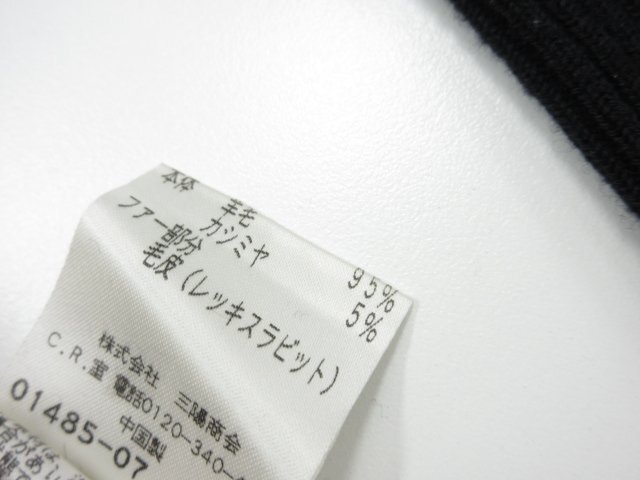 本体
羊毛 95%
カシミヤ 5%
ファー部分
毛皮(レッキスラビット)
株式会社 三陽商会
C.R.室 電話0120-340-
中国製
01485-07